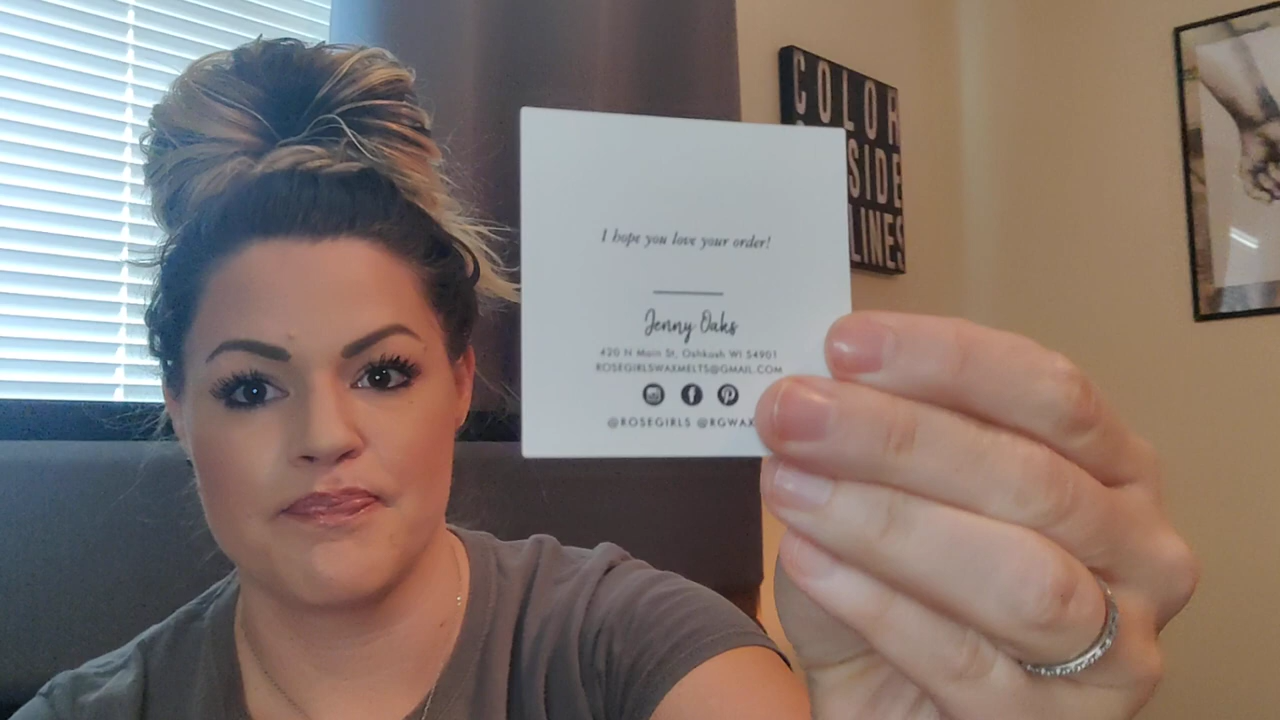 I hope you love your order!
Jenny Oaks
420 N Main St, Oshkosh WI 54901
ROSEGIRLSWAXMELTS@GMAIL.COM
@ROSEGIRLS @RGWAX
COLOR
SIDE
LINES